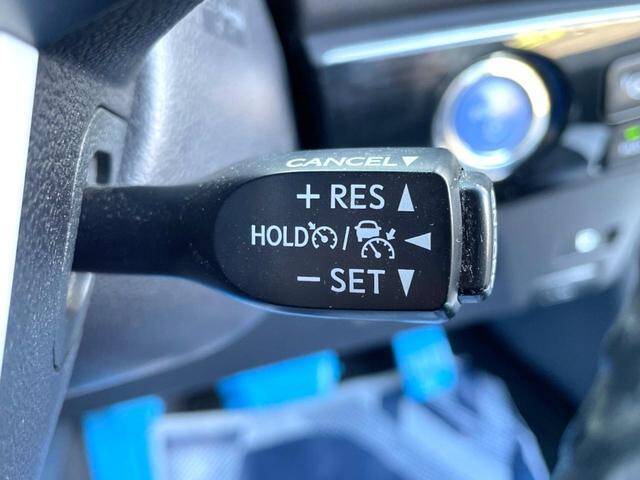 CANCEL▼
+ RES ▲
HOLD / ◀
− SET ▼